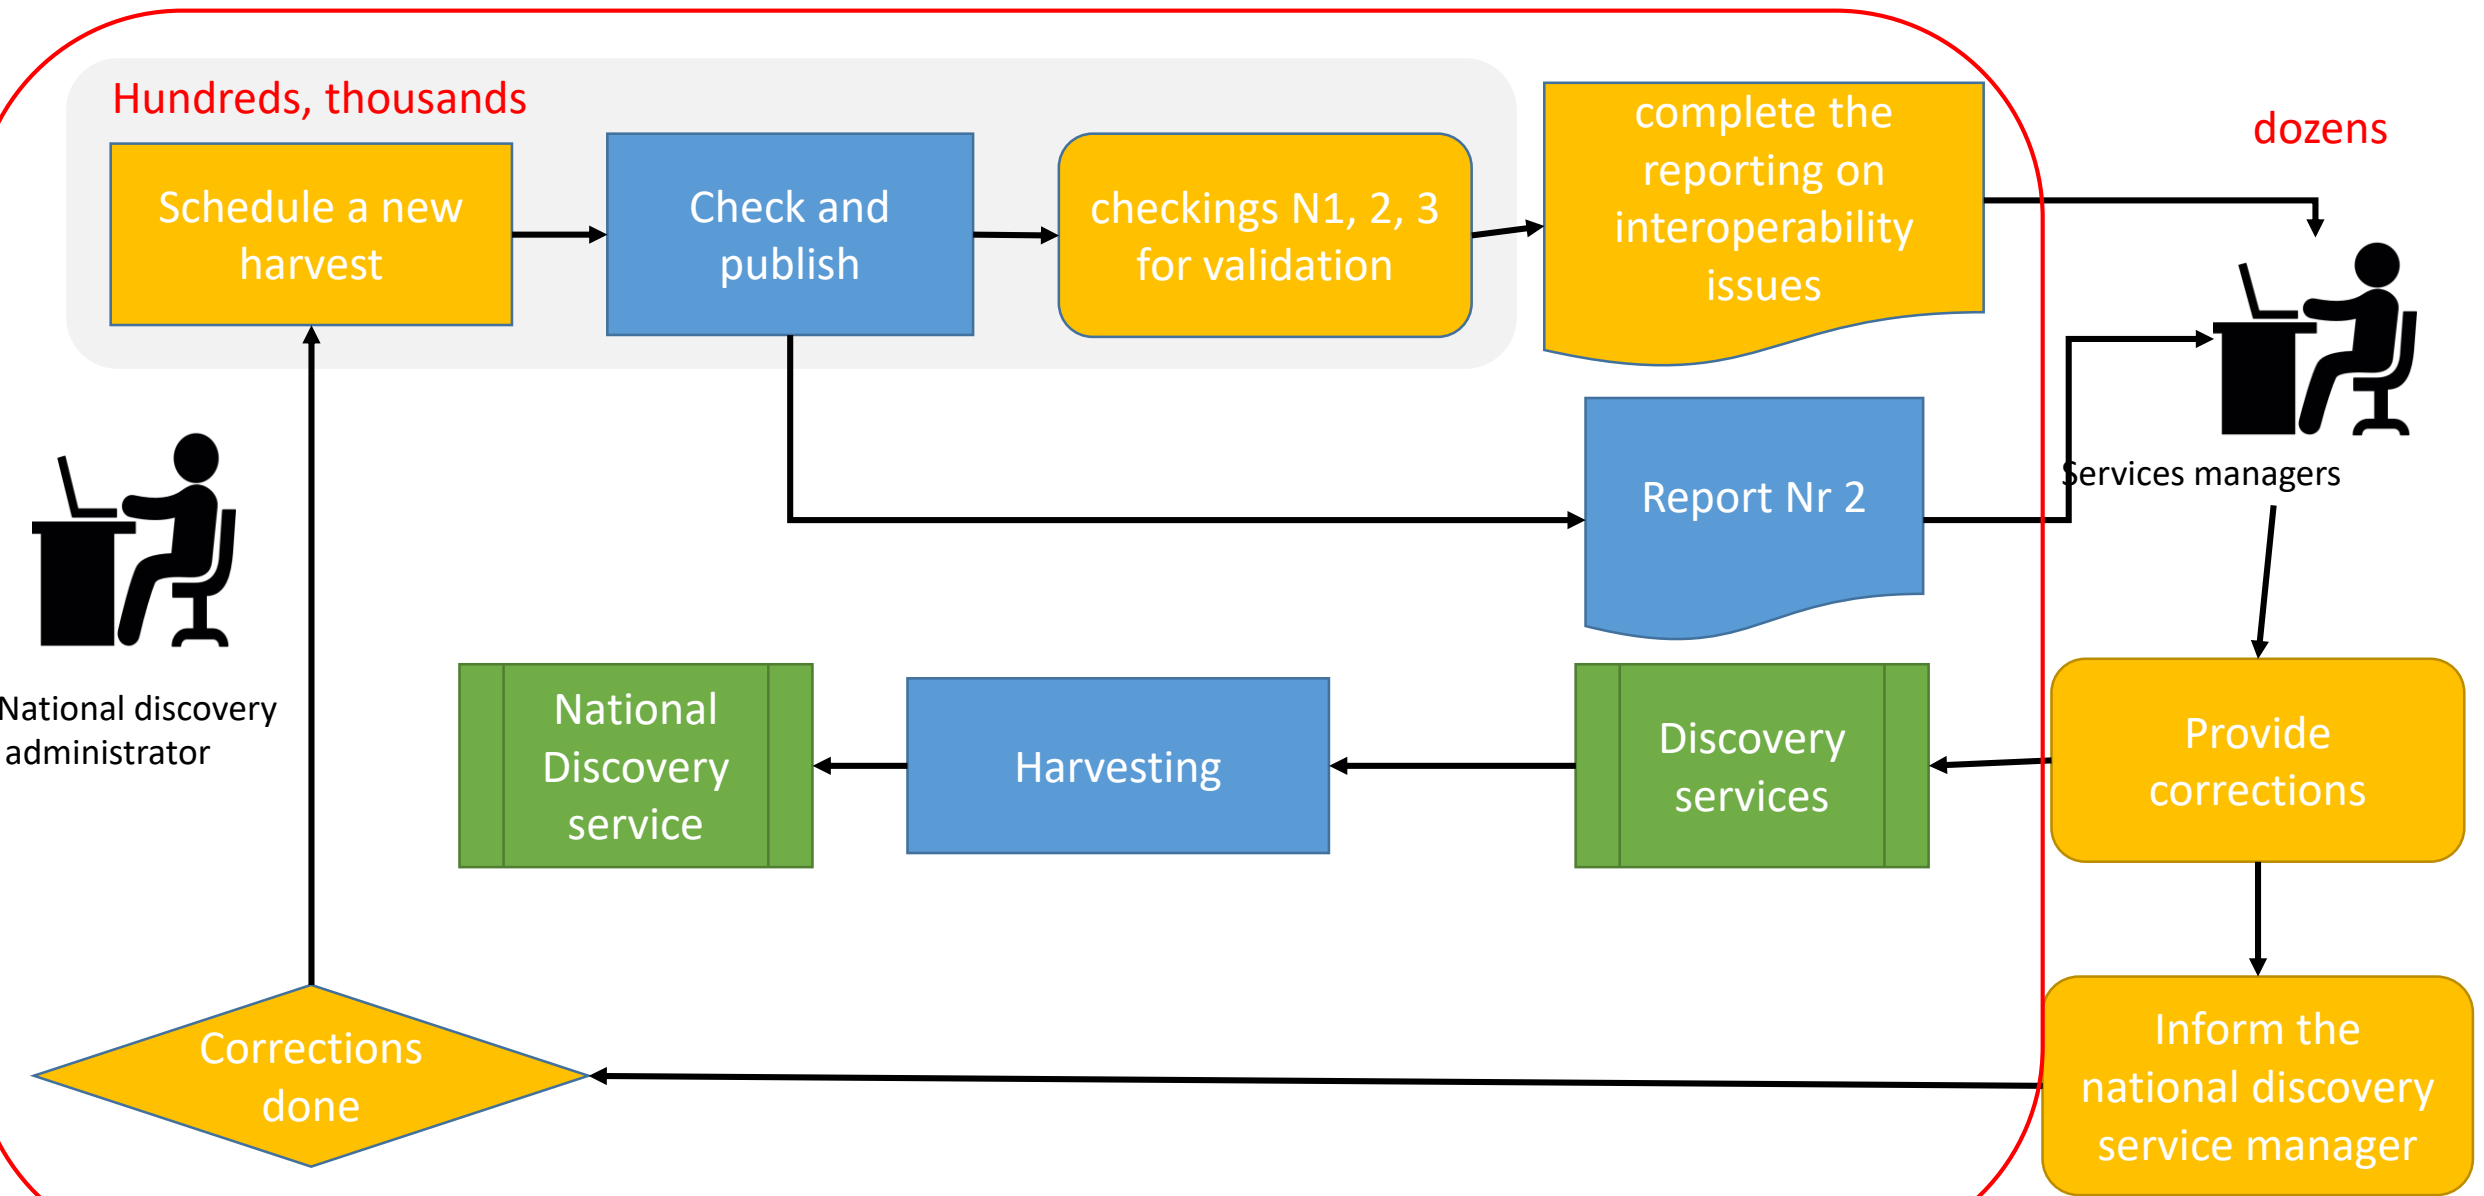 Hundreds, thousands
Schedule a new
harvest
Check and
publish
checkings N1, 2, 3
for validation
complete the
reporting on
interoperability
issues
dozens
Services managers
Report Nr 2
National discovery
administrator
National
Discovery
service
Harvesting
Discovery
services
Provide
corrections
Corrections
done
Inform the
national discovery
service manager